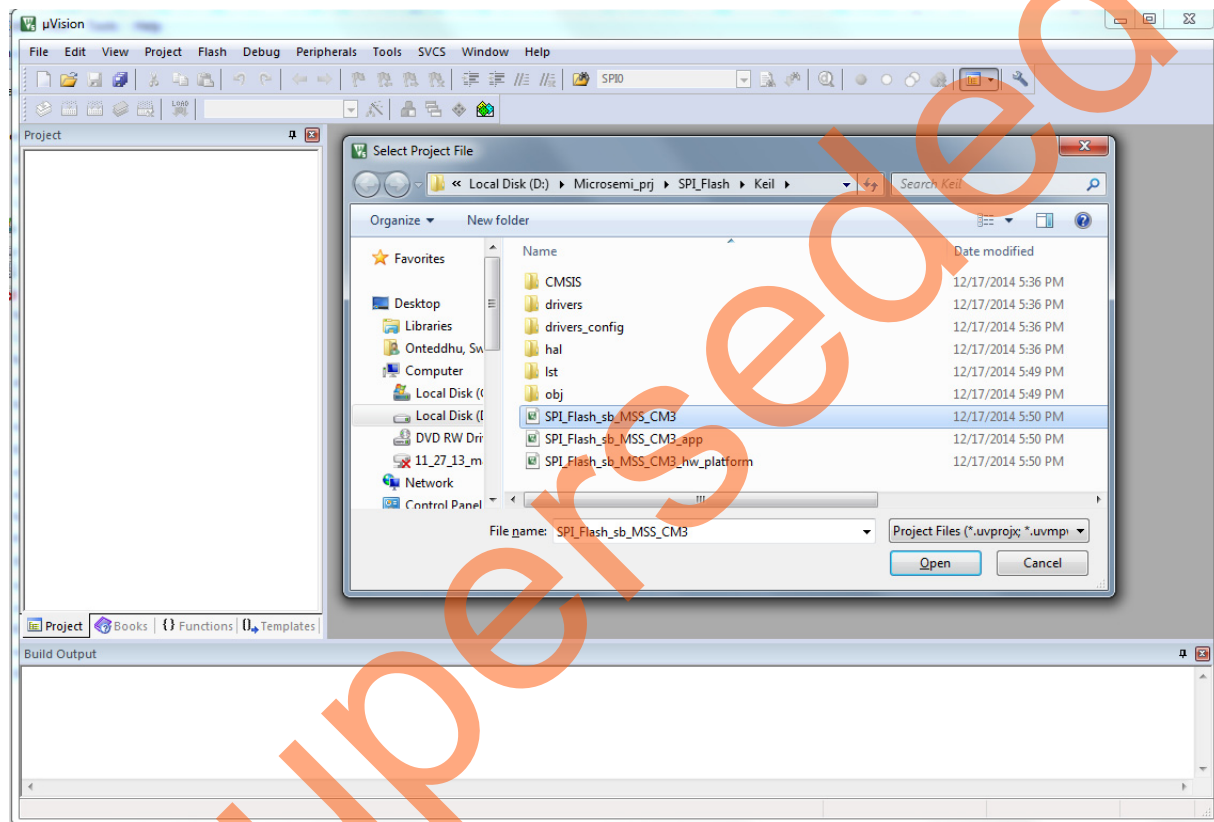 µVision
File Edit View Project Flash Debug Peripherals Tools SVCS Window Help
SPI0
LOAD
Project
Select Project File
« Local Disk (D:) Microsemi_prj SPI_Flash Keil
Search Keil
Organize New folder
Name Date modified
Favorites
Desktop
Libraries
Onteddhu, Sw
Computer
Local Disk (
Local Disk (
DVD RW Dri
11_27_13_m
Network
Control Panel
CMSIS 12/17/2014 5:36 PM
drivers 12/17/2014 5:36 PM
drivers_config 12/17/2014 5:36 PM
hal 12/17/2014 5:36 PM
lst 12/17/2014 5:49 PM
obj 12/17/2014 5:49 PM
SPI_Flash_sb_MSS_CM3 12/17/2014 5:50 PM
SPI_Flash_sb_MSS_CM3_app 12/17/2014 5:50 PM
SPI_Flash_sb_MSS_CM3_hw_platform 12/17/2014 5:50 PM
File name: SPI_Flash_sb_MSS_CM3
Project Files (*.uvprojx; *.uvmp
Open Cancel
Project Books {} Functions 0 Templates
Build Output
uperseded